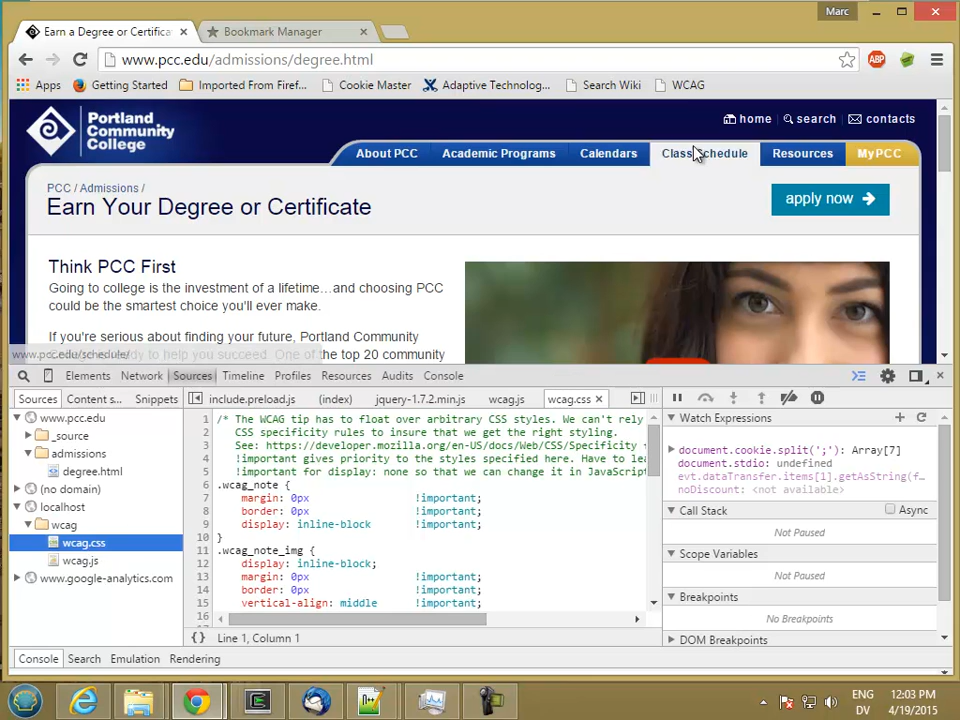 Marc
Earn a Degree or Certifica
Bookmark Manager
www.pcc.edu/admissions/degree.html
ABP
Apps
Getting Started
Imported From Firef...
Cookie Master
Adaptive Technolog...
Search Wiki
WCAG
Portland
Community
College
home
search
contacts
About PCC
Academic Programs
Calendars
Class Schedule
Resources
MyPCC
PCC / Admissions /
Earn Your Degree or Certificate
apply now
Think PCC First
Going to college is the investment of a lifetime…and choosing PCC
could be the smartest choice you'll ever make.
If you're serious about finding your future, Portland Community
ready to help you succeed. One of the top 20 community
www.pcc.edu/schedule/
Elements
Network
Sources
Timeline
Profiles
Resources
Audits
Console
Sources
Content s...
Snippets
include.preload.js
(index)
jquery-1.7.2.min.js
wcag.js
wcag.css
www.pcc.edu
_source
admissions
degree.html
(no domain)
localhost
wcag
wcag.css
wcag.js
www.google-analytics.com
1 /* The WCAG tip has to float over arbitrary CSS styles. We can't rely
2 CSS specificity rules to insure that we get the right styling.
3 See: https://developer.mozilla.org/en-US/docs/Web/CSS/Specificity
4 !important gives priority to the styles specified here. Have to lea
5 !important for display: none so that we can change it in JavaScript
6 .wcag_note {
7 margin: 0px !important;
8 border: 0px !important;
9 display: inline-block !important;
10 }
11 .wcag_note_img {
12 display: inline-block;
13 margin: 0px !important;
14 border: 0px !important;
15 vertical-align: middle !important;
16
{} Line 1, Column 1
Watch Expressions
document.cookie.split(';'): Array[7]
document.stdio: undefined
evt.dataTransfer.items[1].getAsString(f…
noDiscount: <not available>
Call Stack
Async
Not Paused
Scope Variables
Not Paused
Breakpoints
No Breakpoints
DOM Breakpoints
Console
Search
Emulation
Rendering
ENG
DV
12:03 PM
4/19/2015